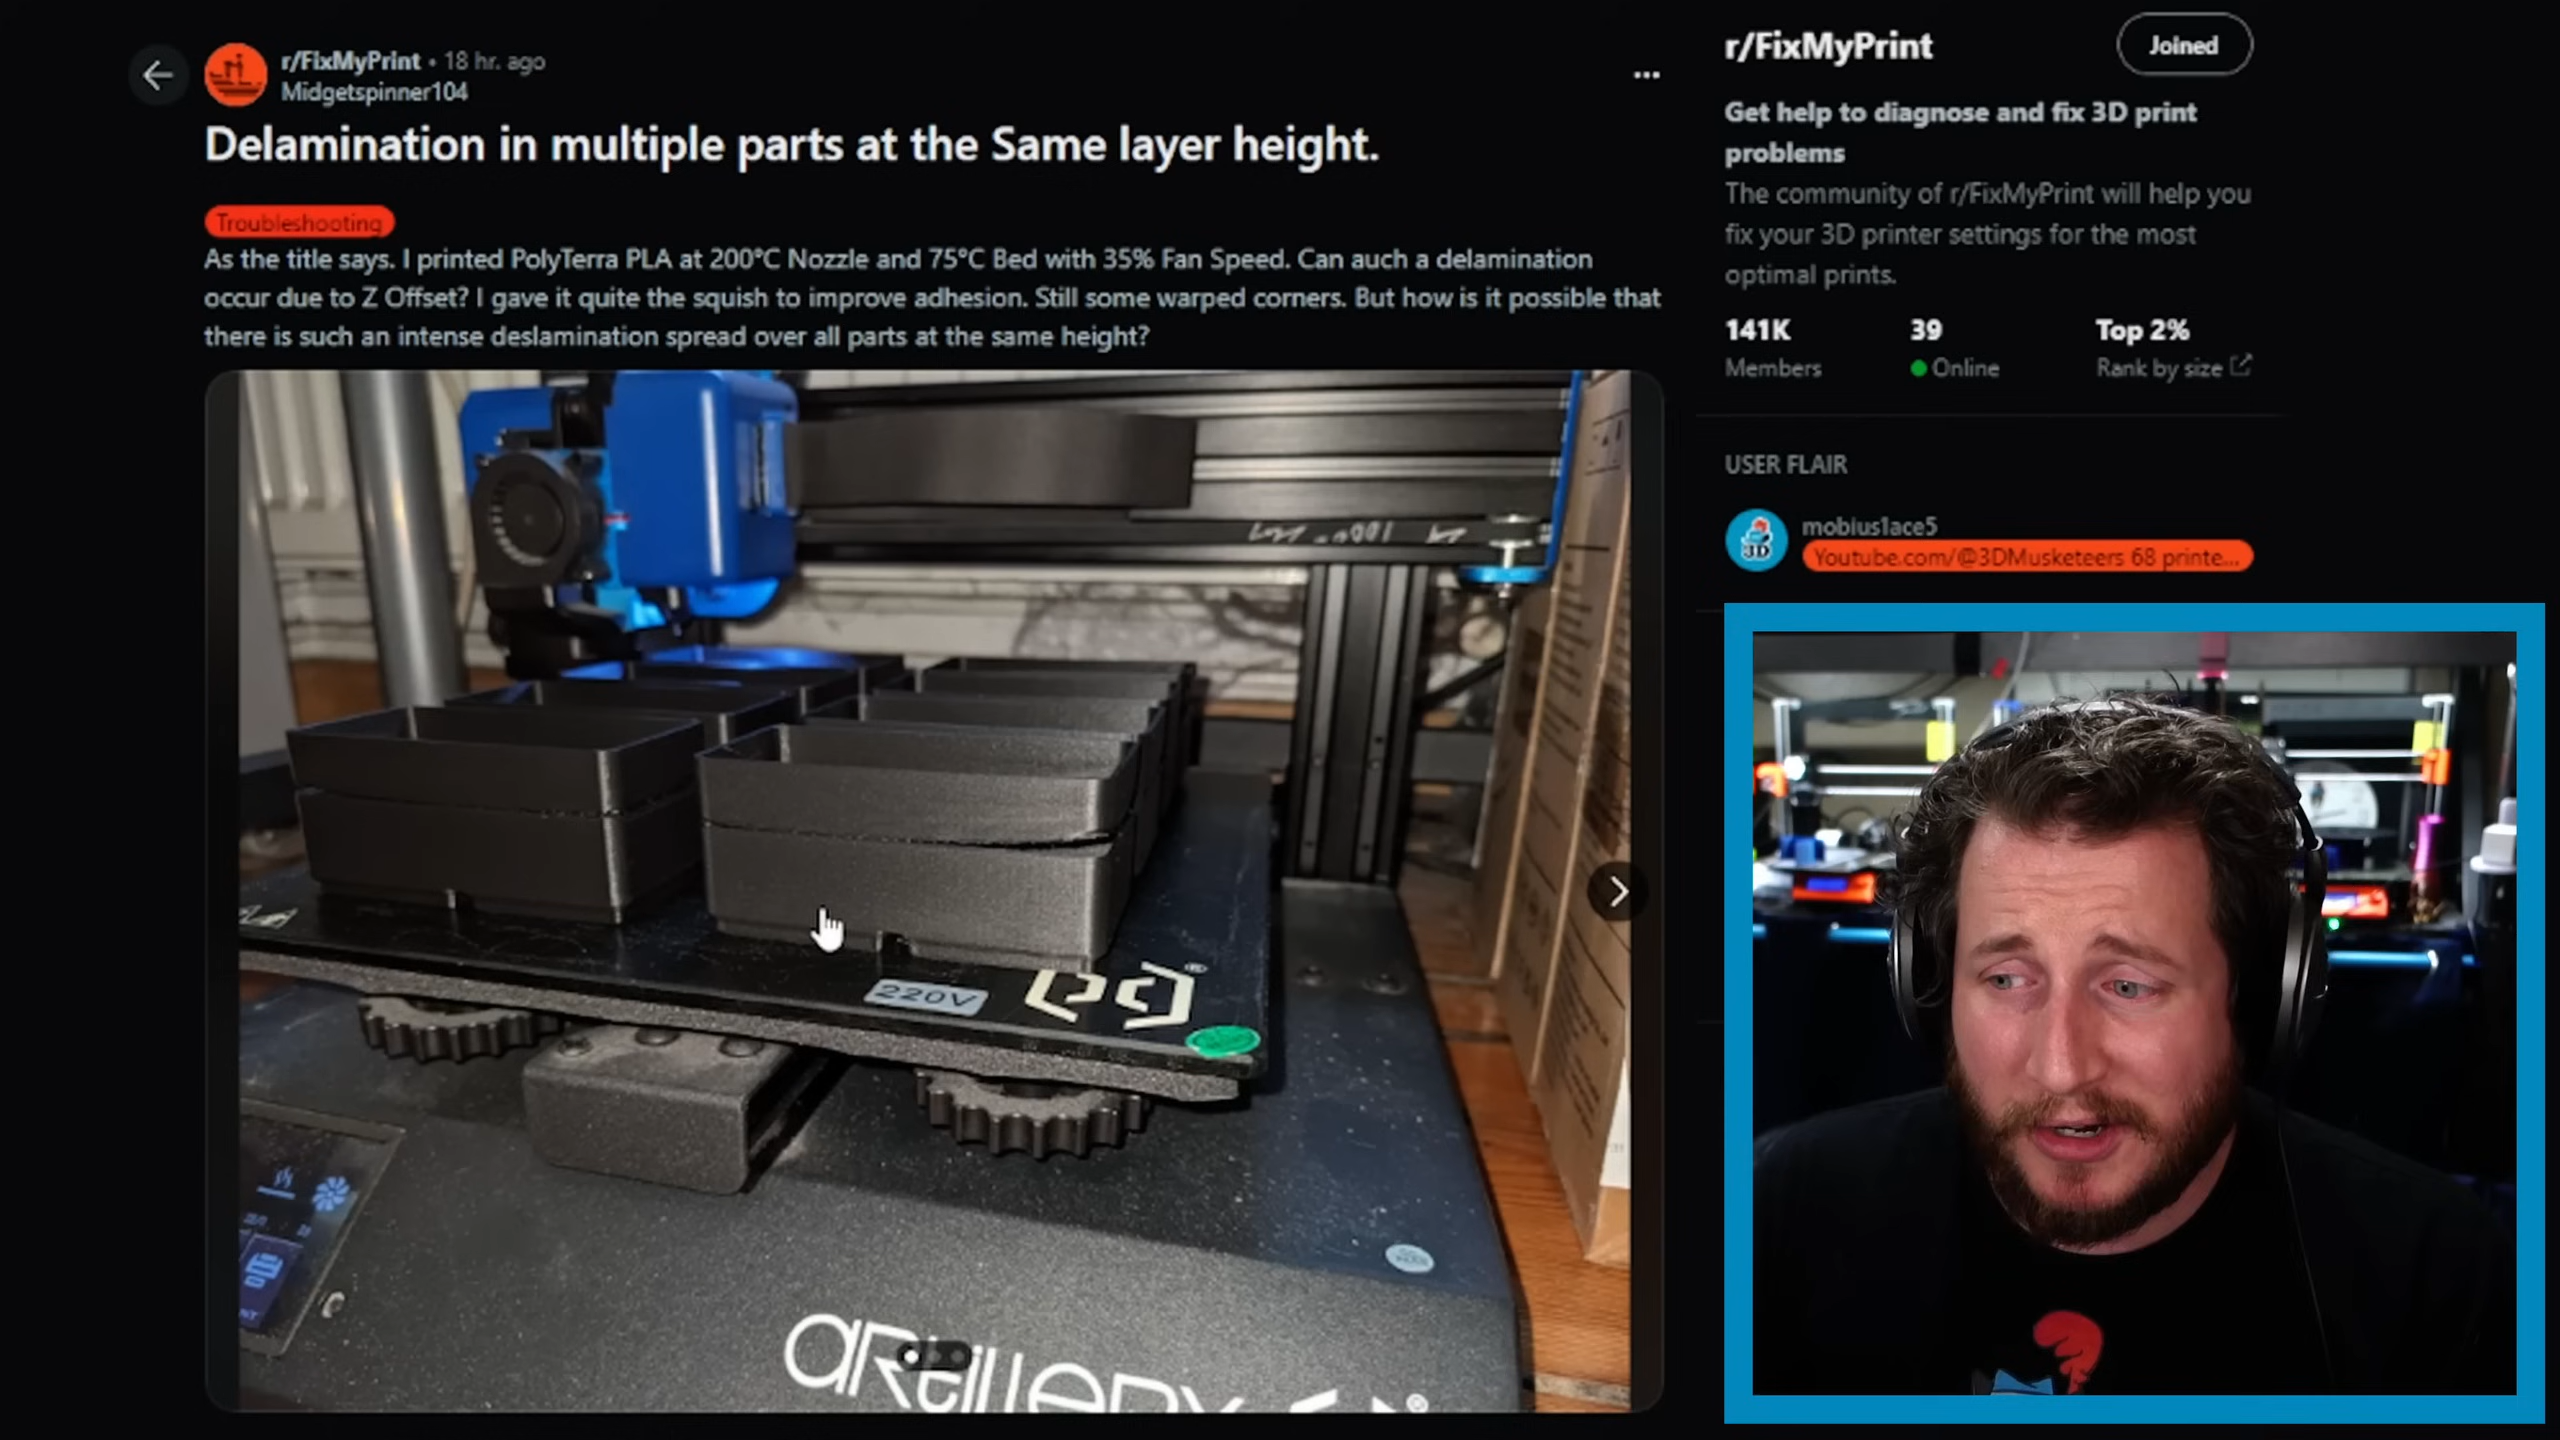 r/FixMyPrint • 18 hr. ago
Midgetspinner104
Delamination in multiple parts at the Same layer height.
Troubleshooting
As the title says. I printed PolyTerra PLA at 200°C Nozzle and 75°C Bed with 35% Fan Speed. Can auch a delamination
occur due to Z Offset? I gave it quite the squish to improve adhesion. Still some warped corners. But how is it possible that
there is such an intense deslamination spread over all parts at the same height?
220V
aRtillery
r/FixMyPrint
Joined
Get help to diagnose and fix 3D print
problems
The community of r/FixMyPrint will help you
fix your 3D printer settings for the most
optimal prints.
141K 39 Top 2%
Members Online Rank by size
USER FLAIR
3D
mobius1ace5
Youtube.com/@3DMusketeers 68 printe...